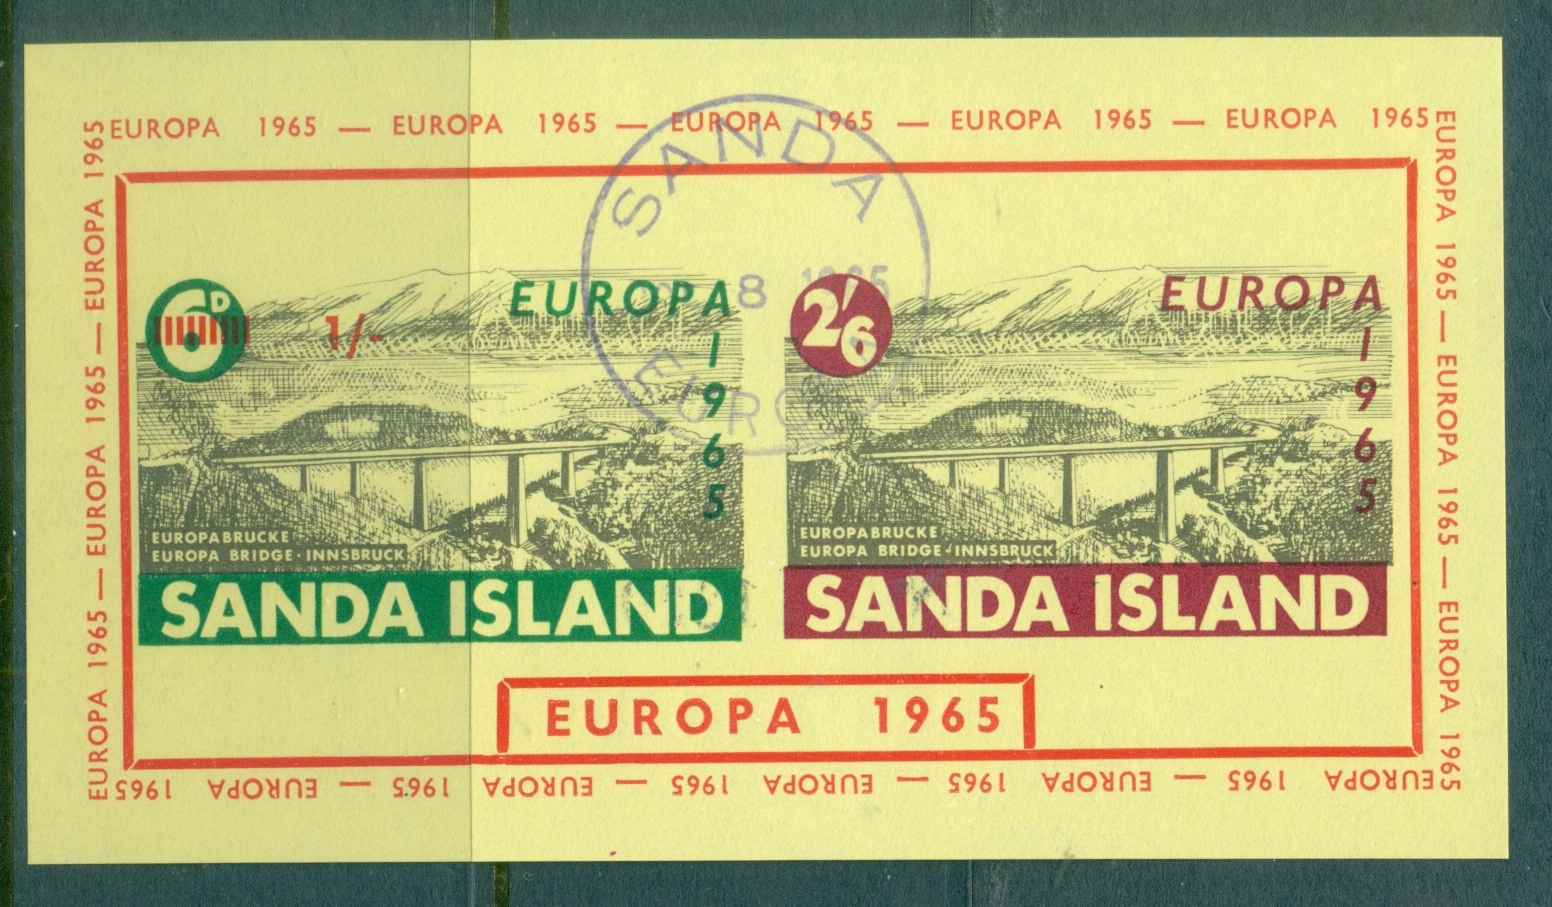 EUROPA 1965 — EUROPA 1965 — EUROPA 1965 — EUROPA 1965 — EUROPA 1965
EUROPA 1965 — EUROPA 1965 — EUROPA 1965
EUROPA 1965 — EUROPA 1965 — EUROPA 1965
SANDA
8 1965
6D
1/-
EUROPA
1965
EUROPABRUCKE
EUROPA BRIDGE·INNSBRUCK
SANDA ISLAND
2/6
EUROPA
1965
EUROPABRUCKE
EUROPA BRIDGE·INNSBRUCK
SANDA ISLAND
EUROPA 1965
EUROPA 1965 — EUROPA 1965 — EUROPA 1965 — EUROPA 1965 — EUROPA 1965